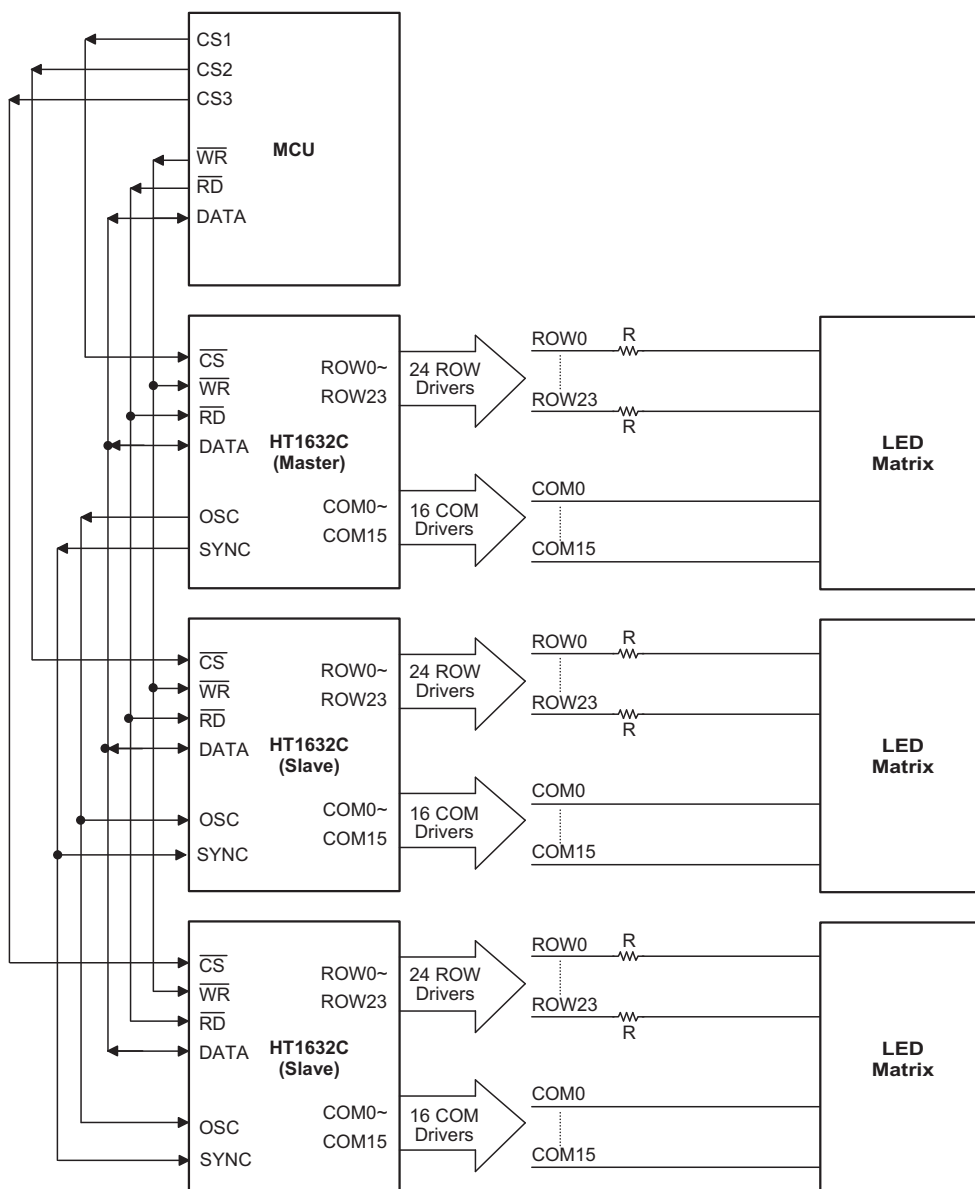 CS1
CS2
CS3
WR
RD
DATA
MCU
CS
WR
RD
DATA
OSC
SYNC
HT1632C
(Master)
ROW0~
ROW23
COM0~
COM15
24 ROW
Drivers
16 COM
Drivers
ROW0
R
ROW23
R
COM0
COM15
LED
Matrix
CS
WR
RD
DATA
OSC
SYNC
HT1632C
(Slave)
ROW0~
ROW23
COM0~
COM15
24 ROW
Drivers
16 COM
Drivers
ROW0
R
ROW23
R
COM0
COM15
LED
Matrix
CS
WR
RD
DATA
OSC
SYNC
HT1632C
(Slave)
ROW0~
ROW23
COM0~
COM15
24 ROW
Drivers
16 COM
Drivers
ROW0
R
ROW23
R
COM0
COM15
LED
Matrix